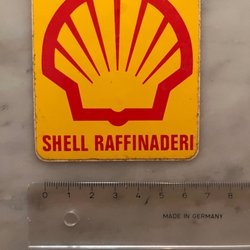 SHELL RAFFINADERI
0 1 2 3 4 5 6 7 8
MADE IN GERMANY